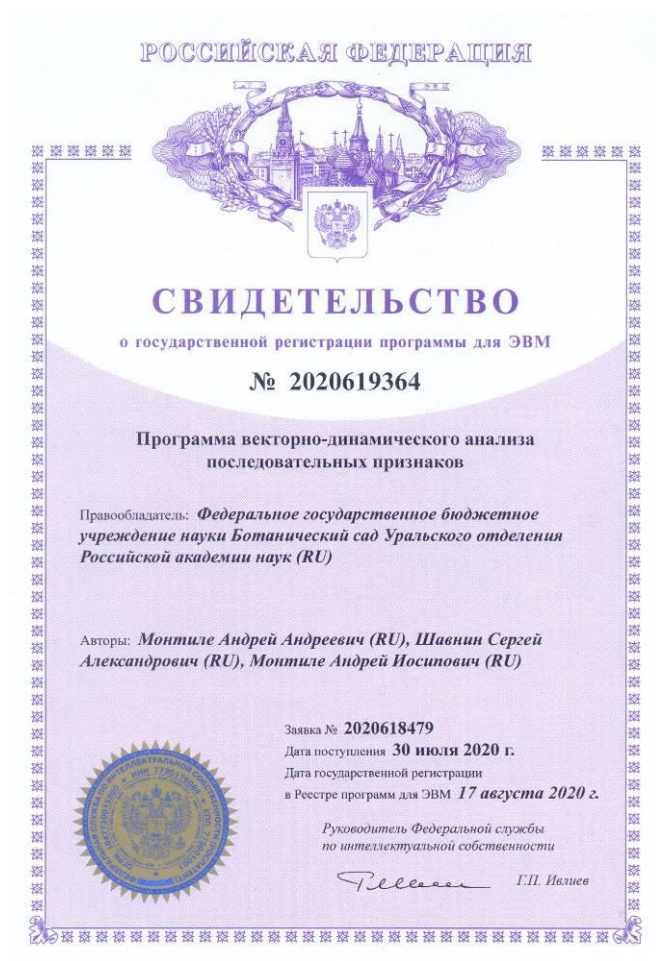 РОССИЙСКАЯ ФЕДЕРАЦИЯ
СВИДЕТЕЛЬСТВО
о государственной регистрации программы для ЭВМ
№ 2020619364
Программа векторно-динамического анализа
последовательных признаков
Правообладатель: Федеральное государственное бюджетное
учреждение науки Ботанический сад Уральского отделения
Российской академии наук (RU)
Авторы: Монтиле Андрей Андреевич (RU), Шавнин Сергей
Александрович (RU), Монтиле Андрей Иосипович (RU)
Заявка № 2020618479
Дата поступления 30 июля 2020 г.
Дата государственной регистрации
в Реестре программ для ЭВМ 17 августа 2020 г.
Руководитель Федеральной службы
по интеллектуальной собственности
Г.П. Ивлиев